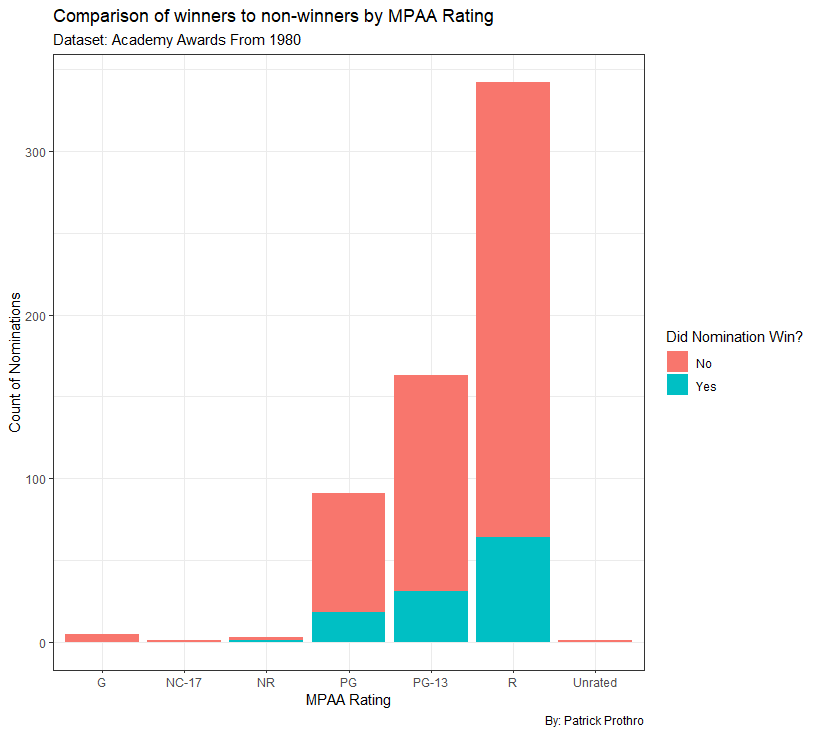 Comparison of winners to non-winners by MPAA Rating
Dataset: Academy Awards From 1980
Count of Nominations
300
200
100
0
G NC-17 NR PG PG-13 R Unrated
MPAA Rating
Did Nomination Win?
No
Yes
By: Patrick Prothro